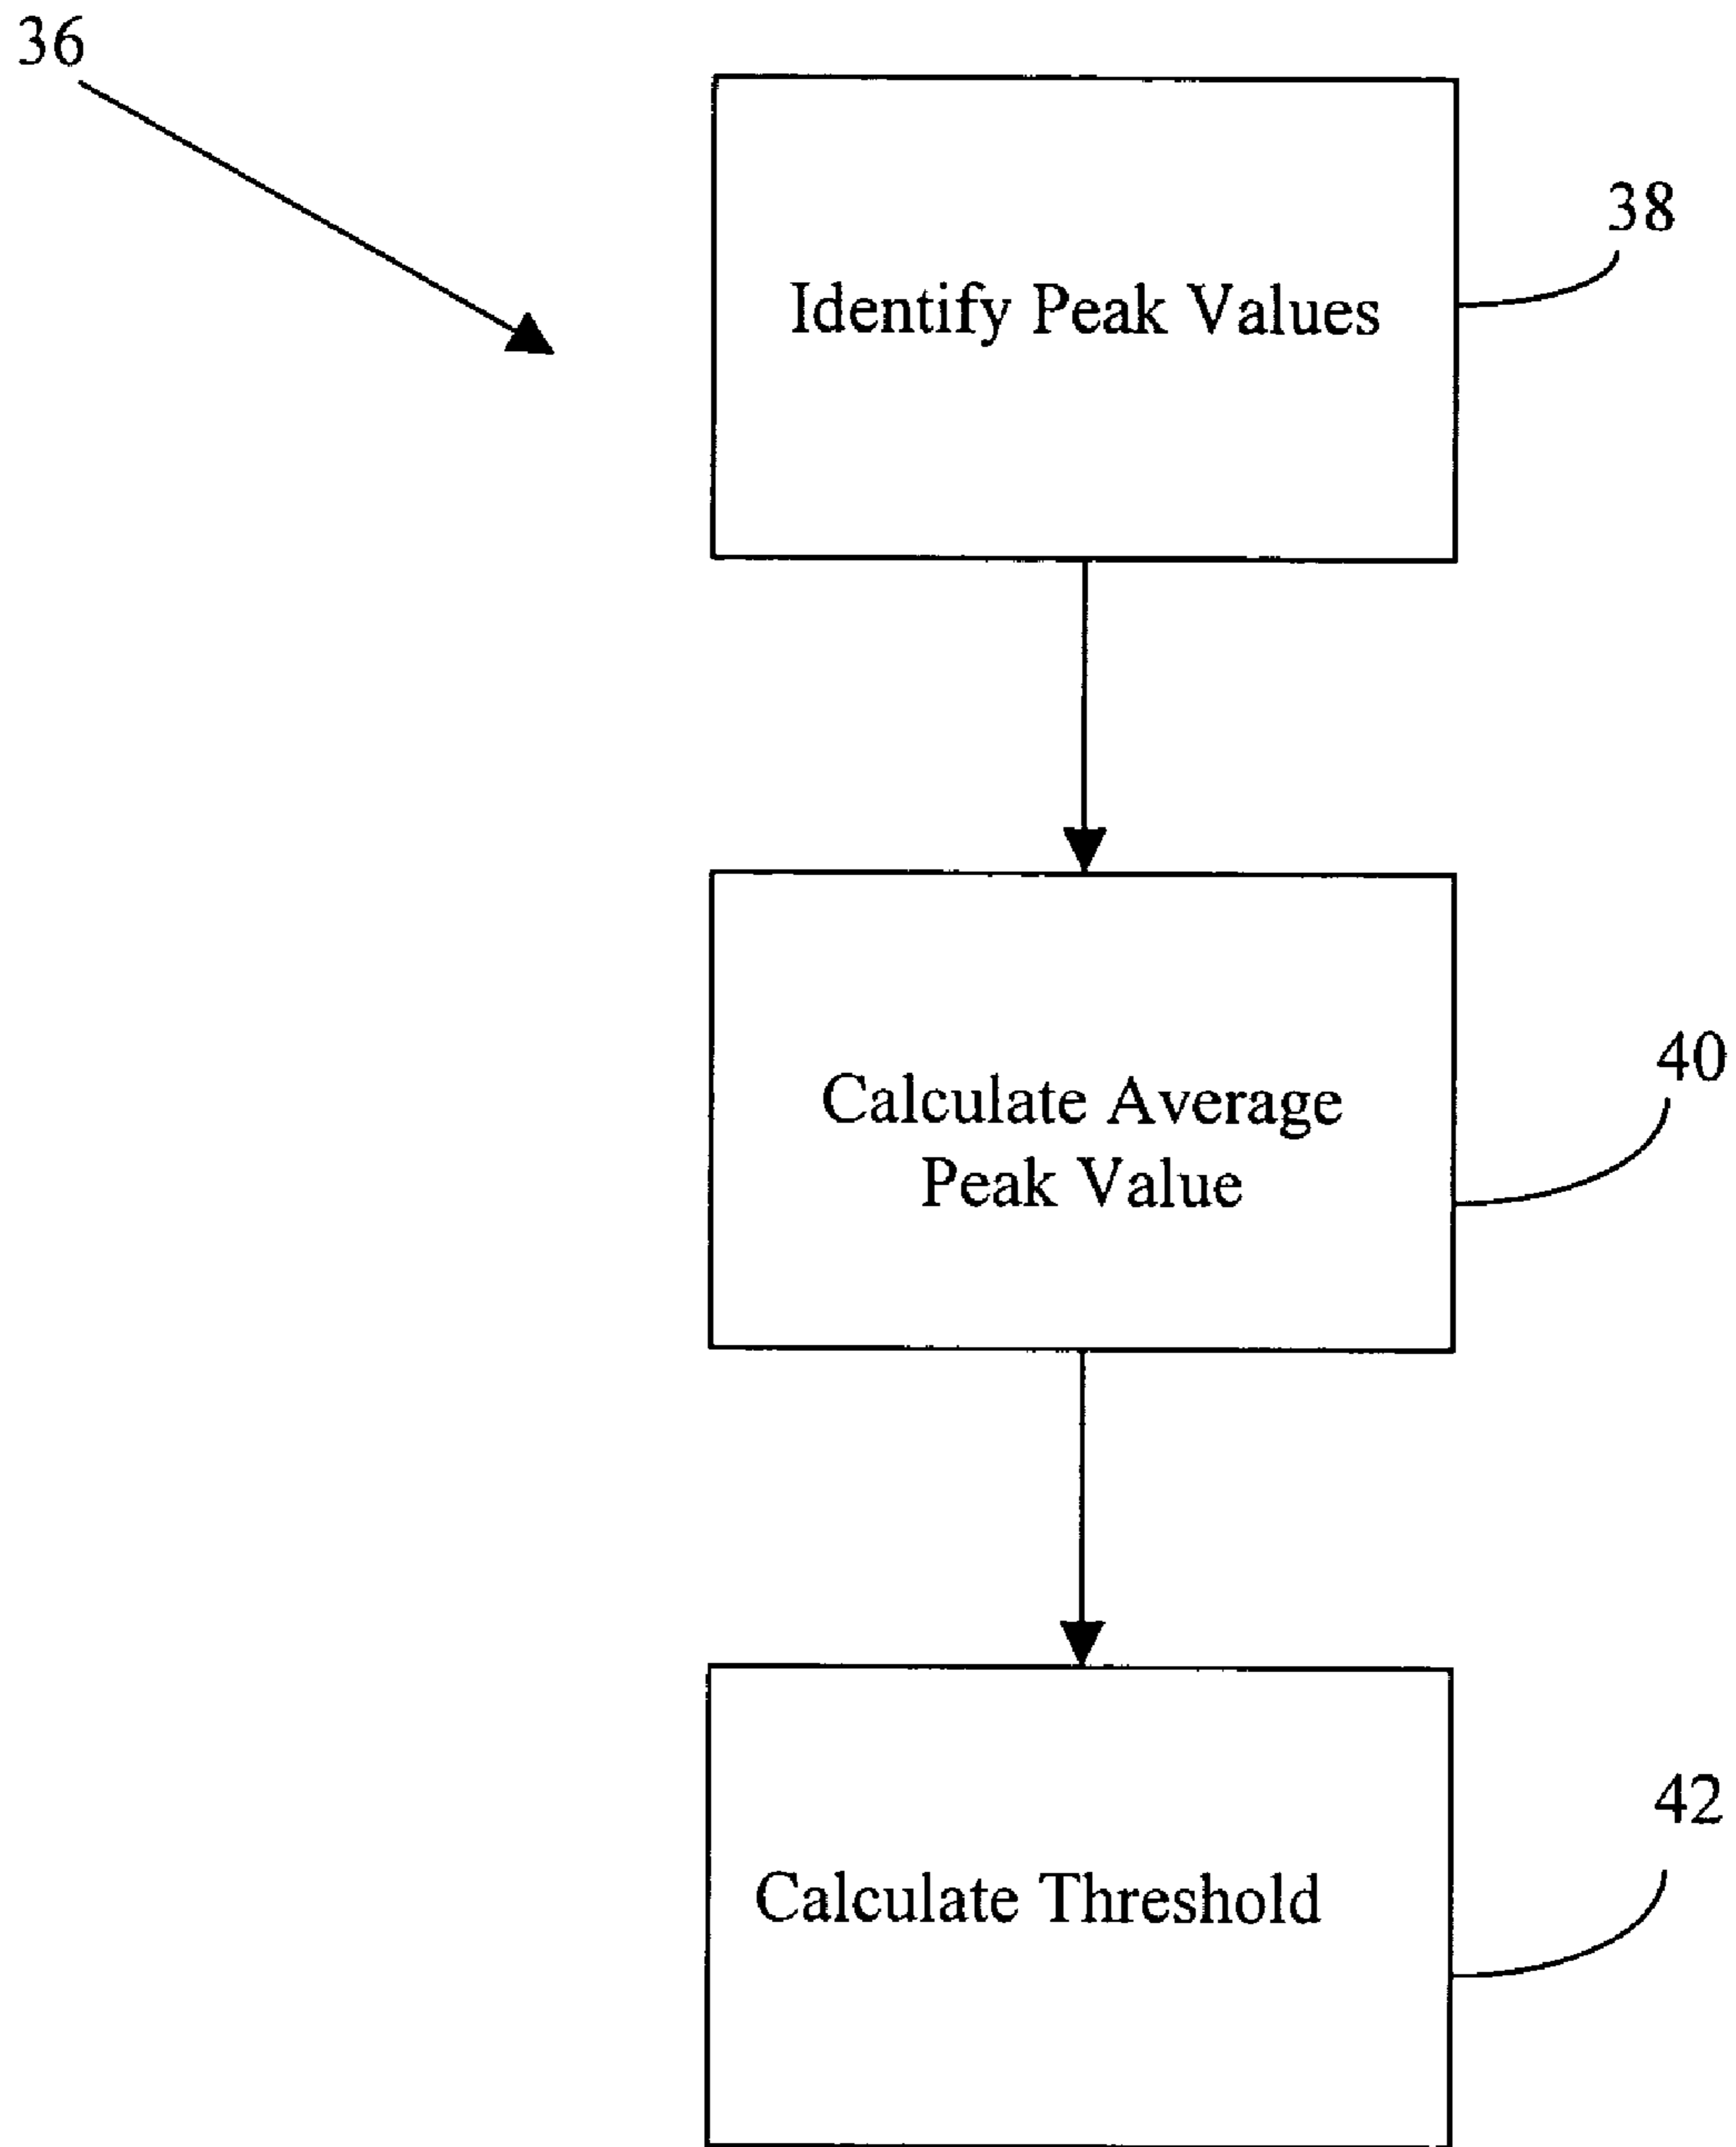 36
Identify Peak Values
38
Calculate Average
Peak Value
40
Calculate Threshold
42